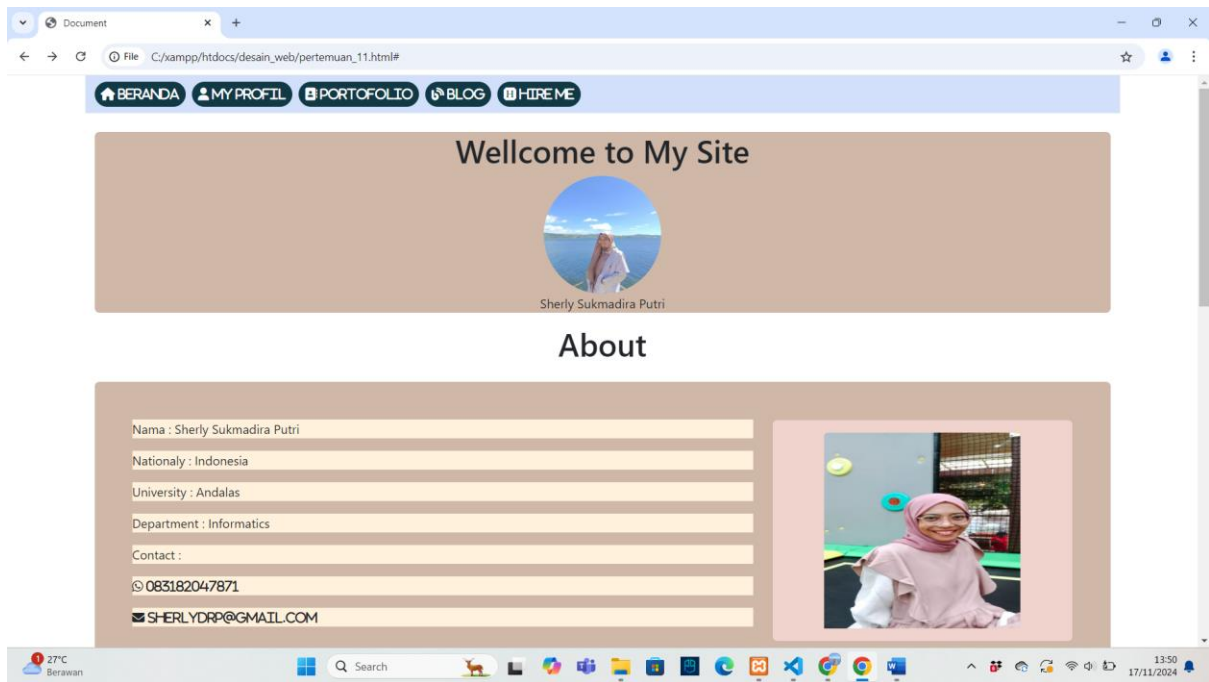 Document
File C:/xampp/htdocs/desain_web/pertemuan_11.html#
BERANDA MY PROFIL PORTOFOLIO BLOG HIRE ME
Wellcome to My Site
Sherly Sukmadira Putri
About
Nama : Sherly Sukmadira Putri
Nationaly : Indonesia
University : Andalas
Department : Informatics
Contact :
083182047871
SHERLYDRP@GMAIL.COM
1
27°C
Berawan
Search
13:50
17/11/2024